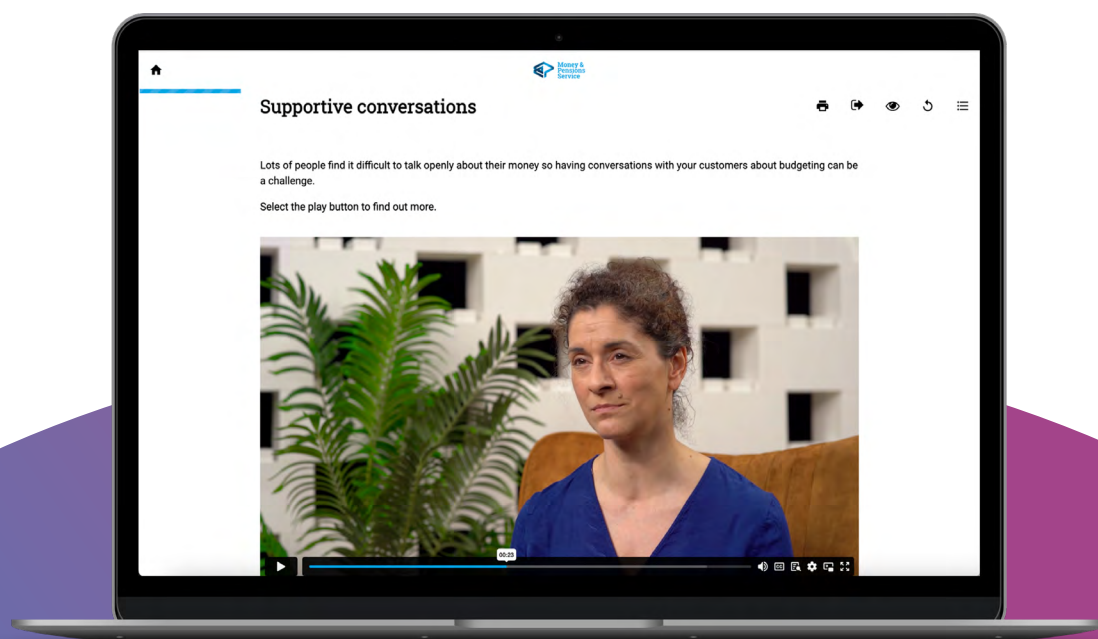 Money &
Pensions
Service
Supportive conversations
Lots of people find it difficult to talk openly about their money so having conversations with your customers about budgeting can be
a challenge.
Select the play button to find out more.
00:23
CC